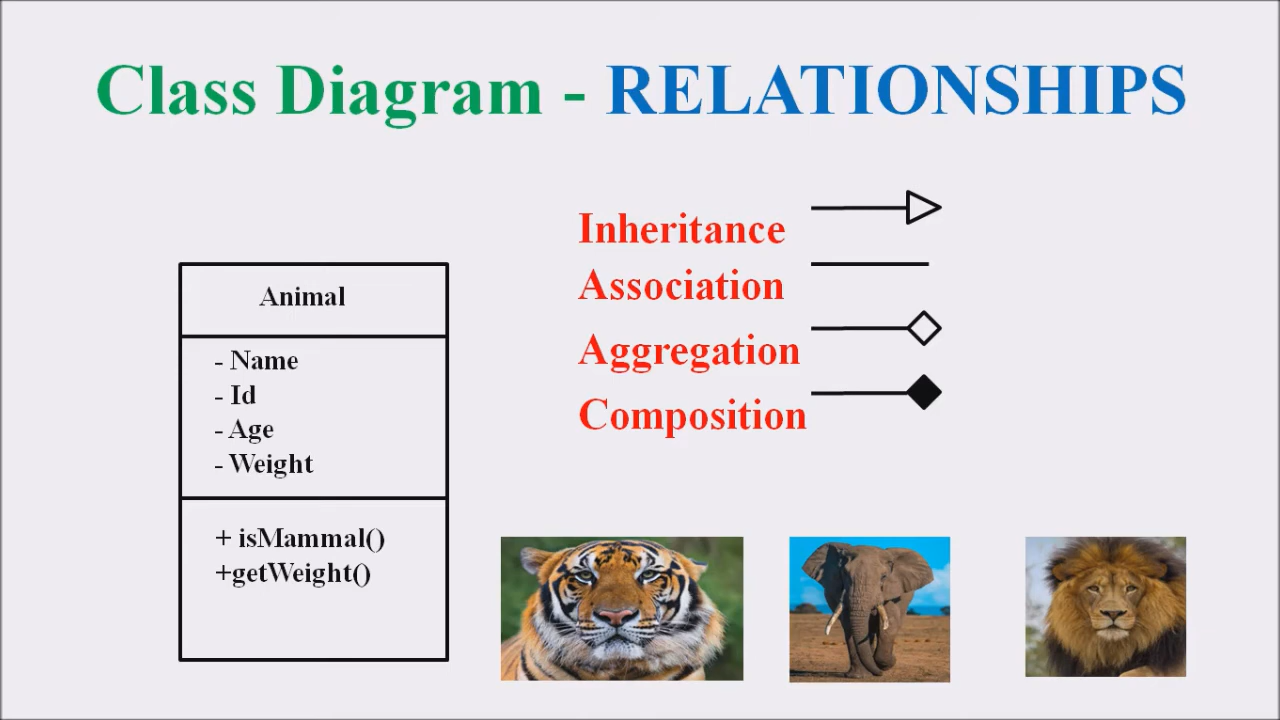 Class Diagram - RELATIONSHIPS
Animal
- Name
- Id
- Age
- Weight
+ isMammal()
+getWeight()
Inheritance
Association
Aggregation
Composition